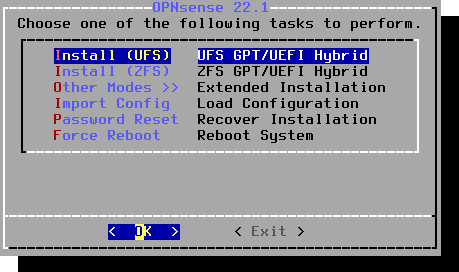 OPNsense 22.1
Choose one of the following tasks to perform.
Install (UFS) UFS GPT/UEFI Hybrid
Install (ZFS) ZFS GPT/UEFI Hybrid
Other Modes >> Extended Installation
Import Config Load Configuration
Password Reset Recover Installation
Force Reboot Reboot System
< OK > < Exit >